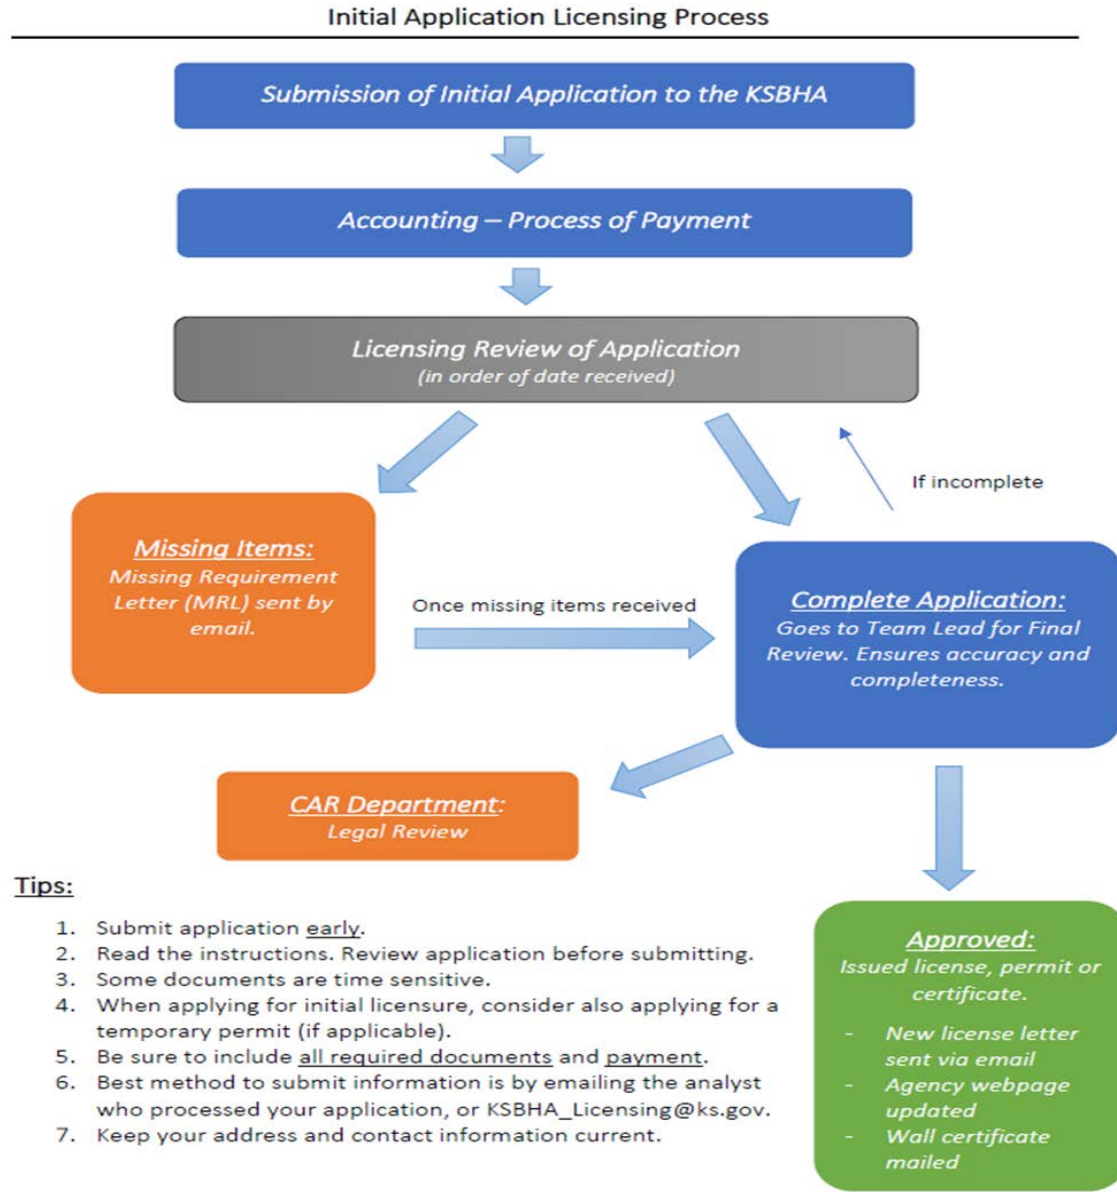 Initial Application Licensing Process
Submission of Initial Application to the KSBHA
Accounting – Process of Payment
Licensing Review of Application
(in order of date received)
If incomplete
Missing Items:
Missing Requirement
Letter (MRL) sent by
email.
Once missing items received
Complete Application:
Goes to Team Lead for Final
Review. Ensures accuracy and
completeness.
CAR Department:
Legal Review
Tips:
1. Submit application early.
2. Read the instructions. Review application before submitting.
3. Some documents are time sensitive.
4. When applying for initial licensure, consider also applying for a
temporary permit (if applicable).
5. Be sure to include all required documents and payment.
6. Best method to submit information is by emailing the analyst
who processed your application, or KSBHA_Licensing@ks.gov.
7. Keep your address and contact information current.
Approved:
Issued license, permit or
certificate.
- New license letter
sent via email
- Agency webpage
updated
- Wall certificate
mailed